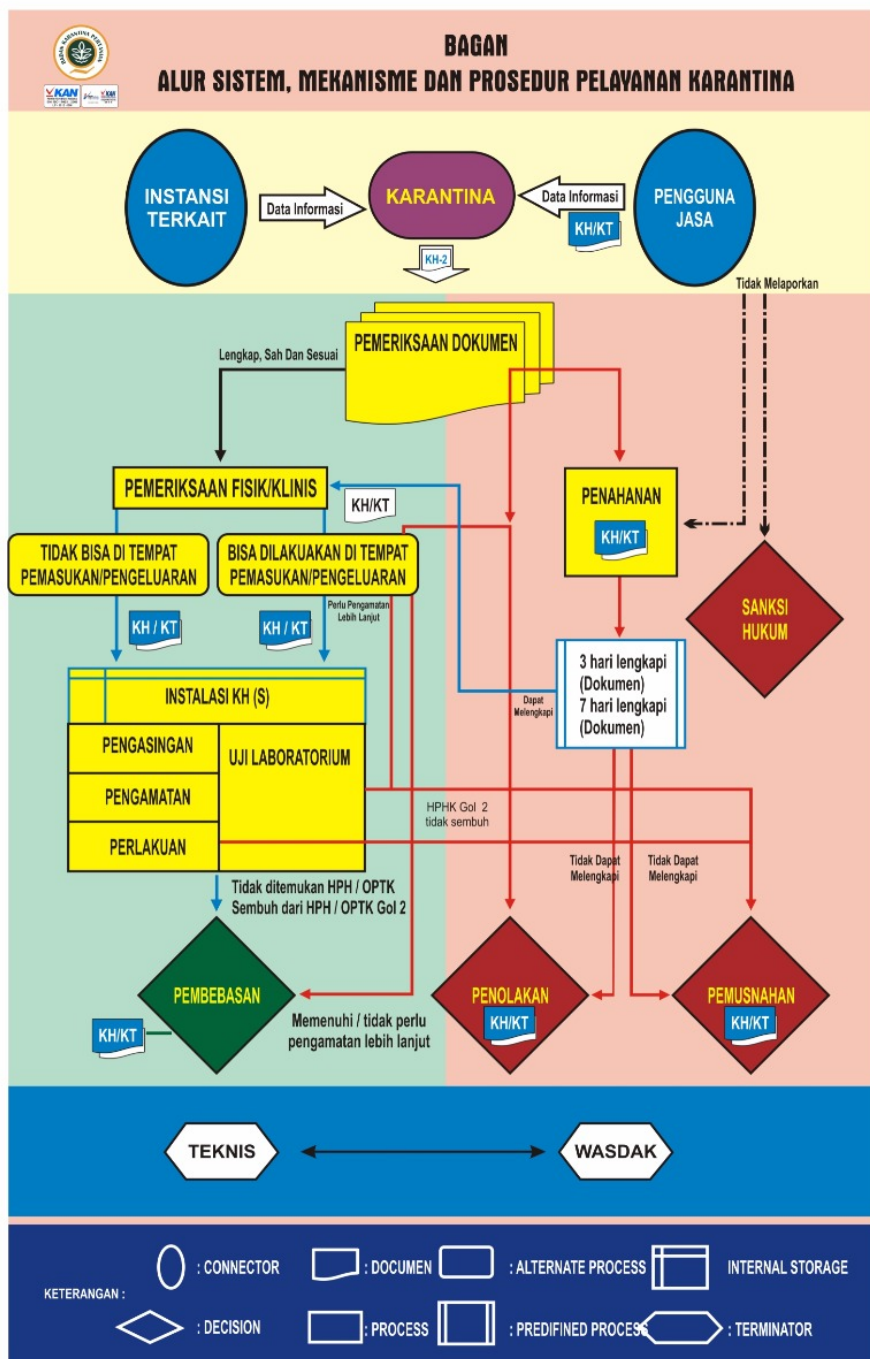 BADAN KARANTINA PERTANIAN
KAN
KAN
BAGAN
ALUR SISTEM, MEKANISME DAN PROSEDUR PELAYANAN KARANTINA
INSTANSI
TERKAIT
Data Informasi
KARANTINA
Data Informasi
KH/KT
PENGGUNA
JASA
KH-2
Tidak Melaporkan
PEMERIKSAAN DOKUMEN
Lengkap, Sah Dan Sesuai
PEMERIKSAAN FISIK/KLINIS
KH/KT
PENAHANAN
KH/KT
TIDAK BISA DI TEMPAT
PEMASUKAN/PENGELUARAN
BISA DILAKUAKAN DI TEMPAT
PEMASUKAN/PENGELUARAN
SANKSI
HUKUM
KH / KT
KH / KT
Perlu Pengamatan
Lebih Lanjut
3 hari lengkapi
(Dokumen)
7 hari lengkapi
(Dokumen)
Dapat
Melengkapi
INSTALASI KH (S)
PENGASINGAN
UJI LABORATORIUM
PENGAMATAN
PERLAKUAN
HPHK Gol 2
tidak sembuh
Tidak Dapat
Melengkapi
Tidak Dapat
Melengkapi
Tidak ditemukan HPH / OPTK
Sembuh dari HPH / OPTK Gol 2
PEMBEBASAN
KH/KT
Memenuhi / tidak perlu
pengamatan lebih lanjut
PENOLAKAN
KH/KT
PEMUSNAHAN
KH/KT
TEKNIS
WASDAK
KETERANGAN :
: CONNECTOR
: DOCUMEN
: ALTERNATE PROCESS
INTERNAL STORAGE
: DECISION
: PROCESS
: PREDIFINED PROCESS
: TERMINATOR